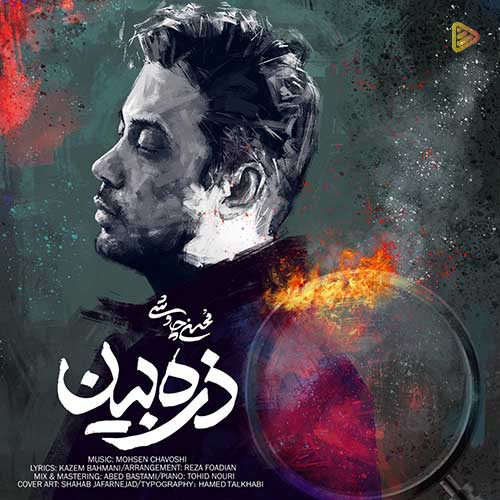 محسن چاوشی
ذره بین
MUSIC: MOHSEN CHAVOSHI
LYRICS: KAZEM BAHMANI/ARRANGEMENT: REZA FOADIAN
MIX & MASTERING: ABED BASTAMI/PIANO: TOHID NOURI
COVER ART: SHAHAB JAFARNEJAD/TYPOGRAPHY: HAMED TALKHABI